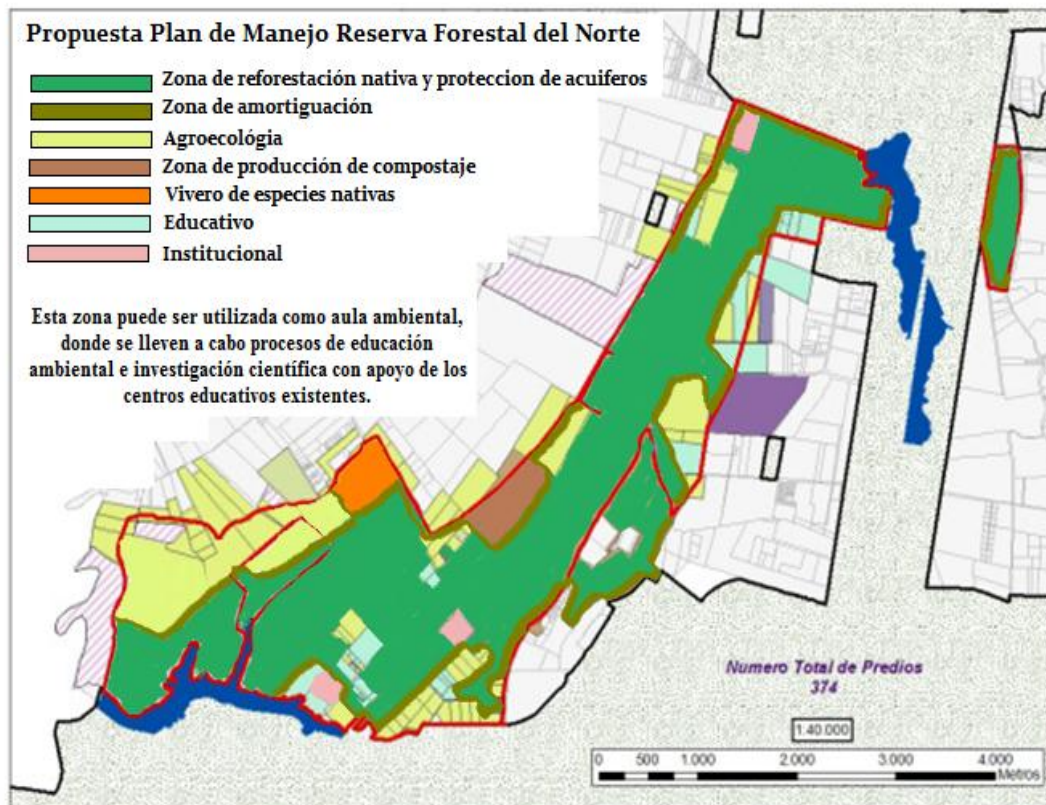 Propuesta Plan de Manejo Reserva Forestal del Norte
Zona de reforestación nativa y proteccion de acuiferos
Zona de amortiguación
Agroecológia
Zona de producción de compostaje
Vivero de especies nativas
Educativo
Institucional
Esta zona puede ser utilizada como aula ambiental,
donde se lleven a cabo procesos de educación
ambiental e investigación científica con apoyo de los
centros educativos existentes.
Numero Total de Predios
374
1:40.000
0 500 1.000 2.000 3.000 4.000
Metros